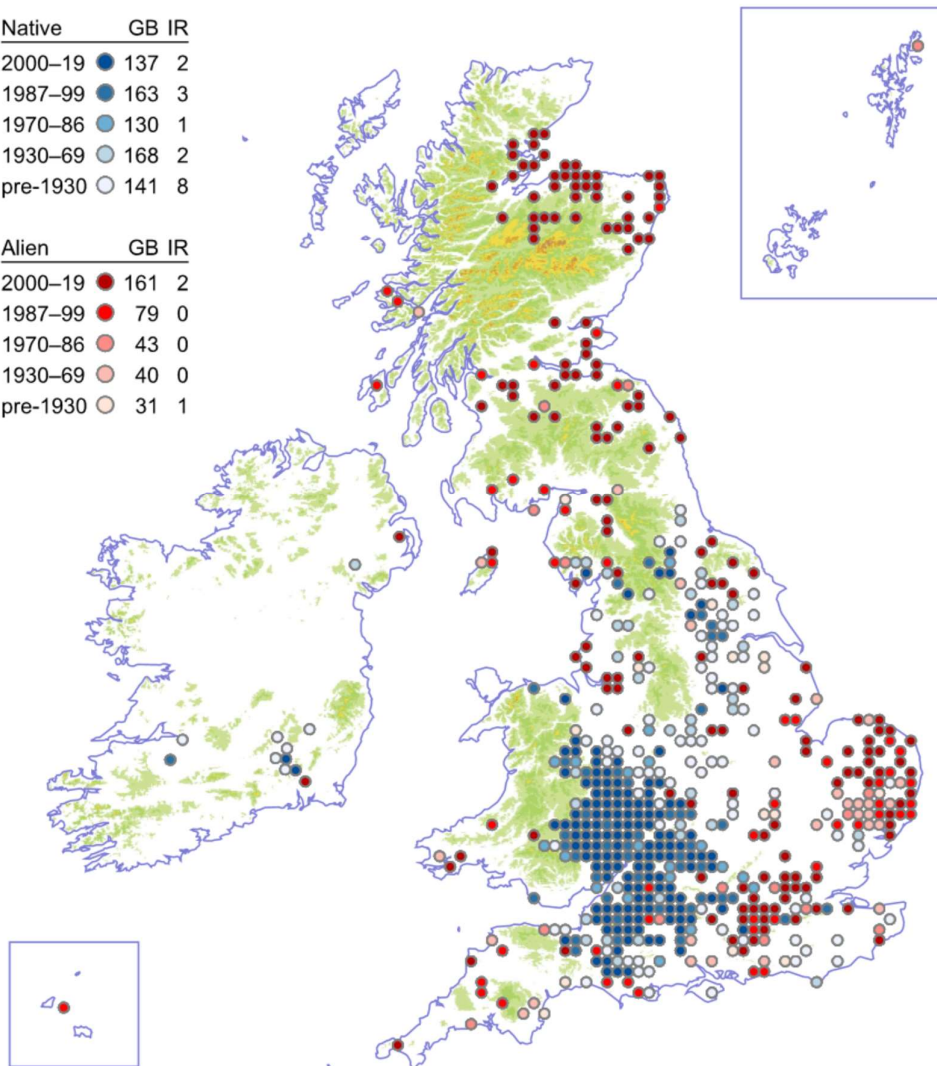 Native GB IR
2000–19 137 2
1987–99 163 3
1970–86 130 1
1930–69 168 2
pre-1930 141 8
Alien GB IR
2000–19 161 2
1987–99 79 0
1970–86 43 0
1930–69 40 0
pre-1930 31 1